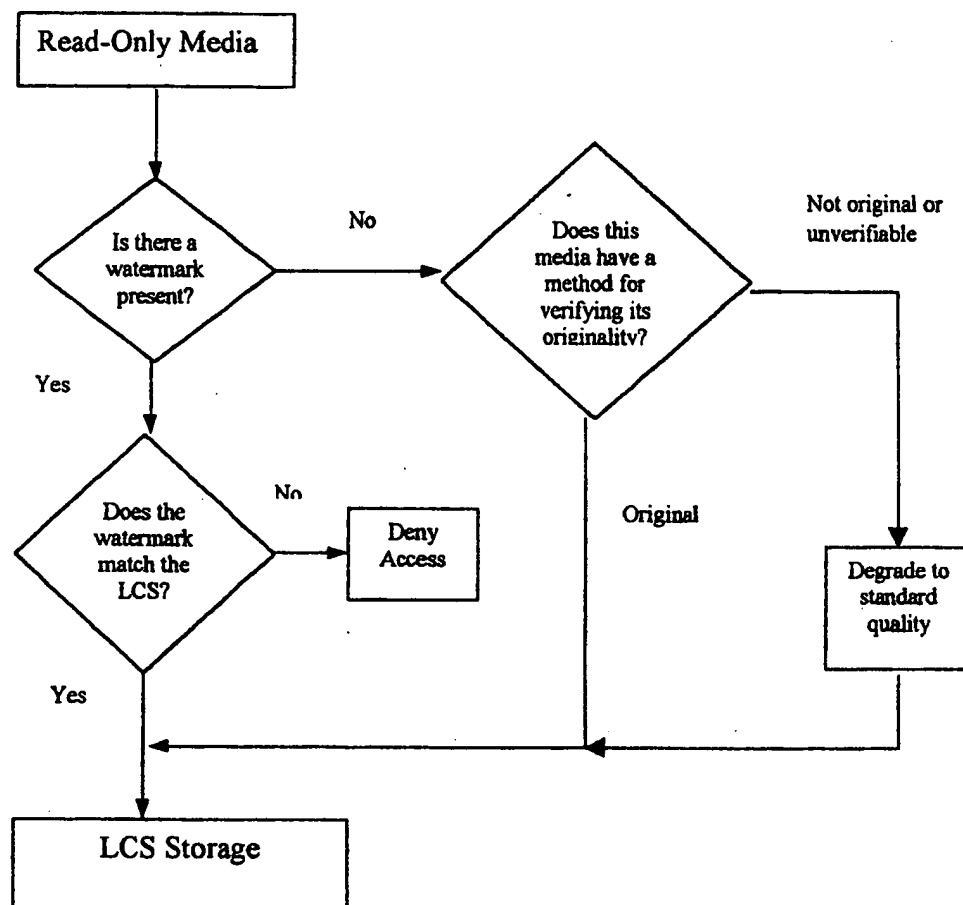 Read-Only Media
No
Is there a
watermark
present?
Does this
media have a
method for
verifying its
originality?
Not original or
unverifiable
Yes
Does the
watermark
match the
LCS?
No
Deny
Access
Original
Degrade to
standard
quality
Yes
LCS Storage